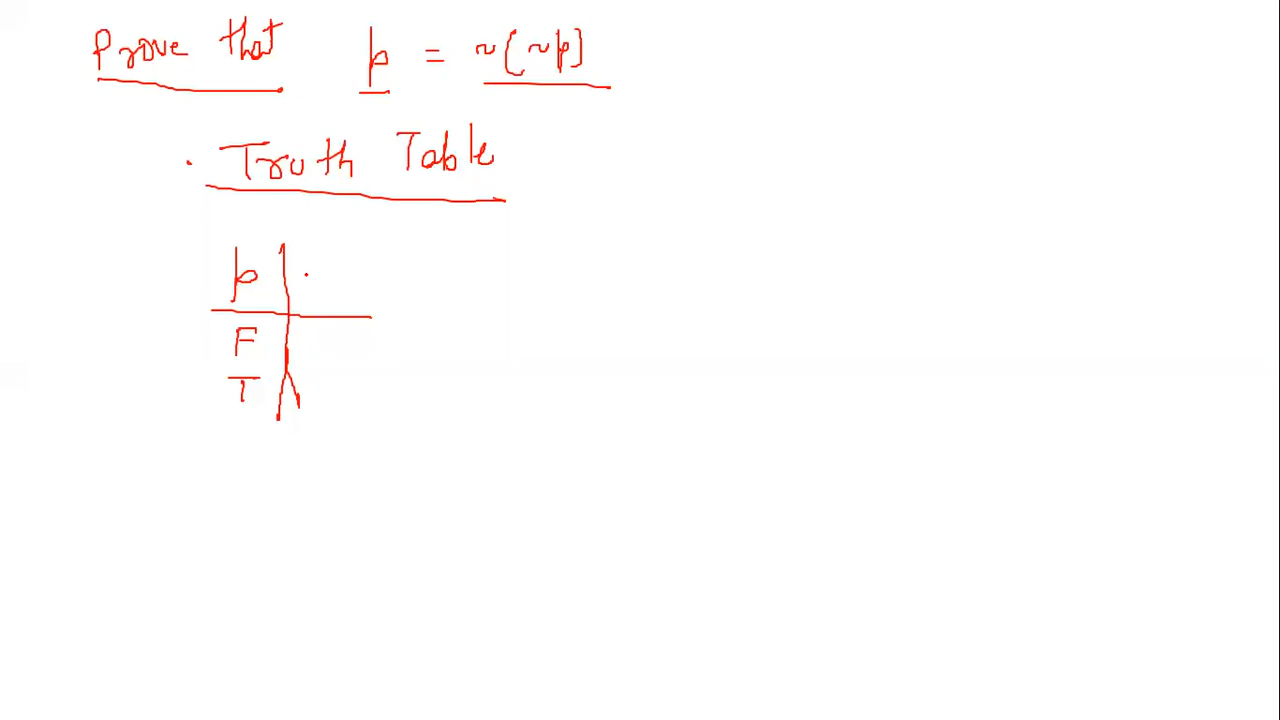 Prove that p = ~(~p)
. Truth Table
p
F
T